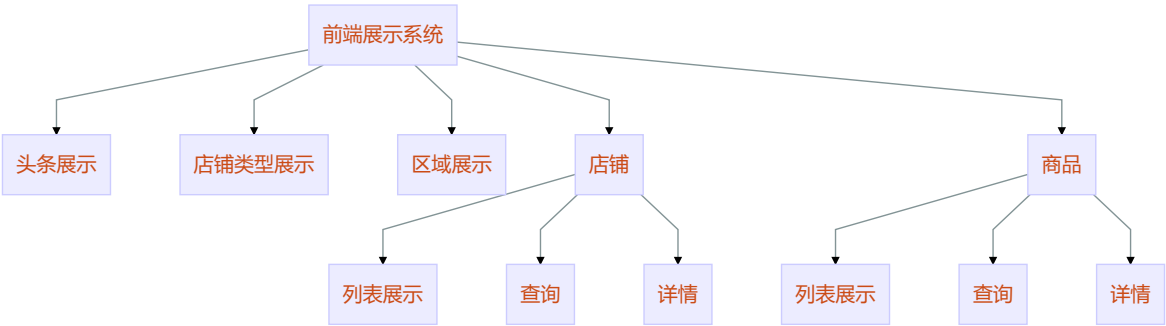 前端展示系统
头条展示
店铺类型展示
区域展示
店铺
商品
列表展示
查询
详情
列表展示
查询
详情